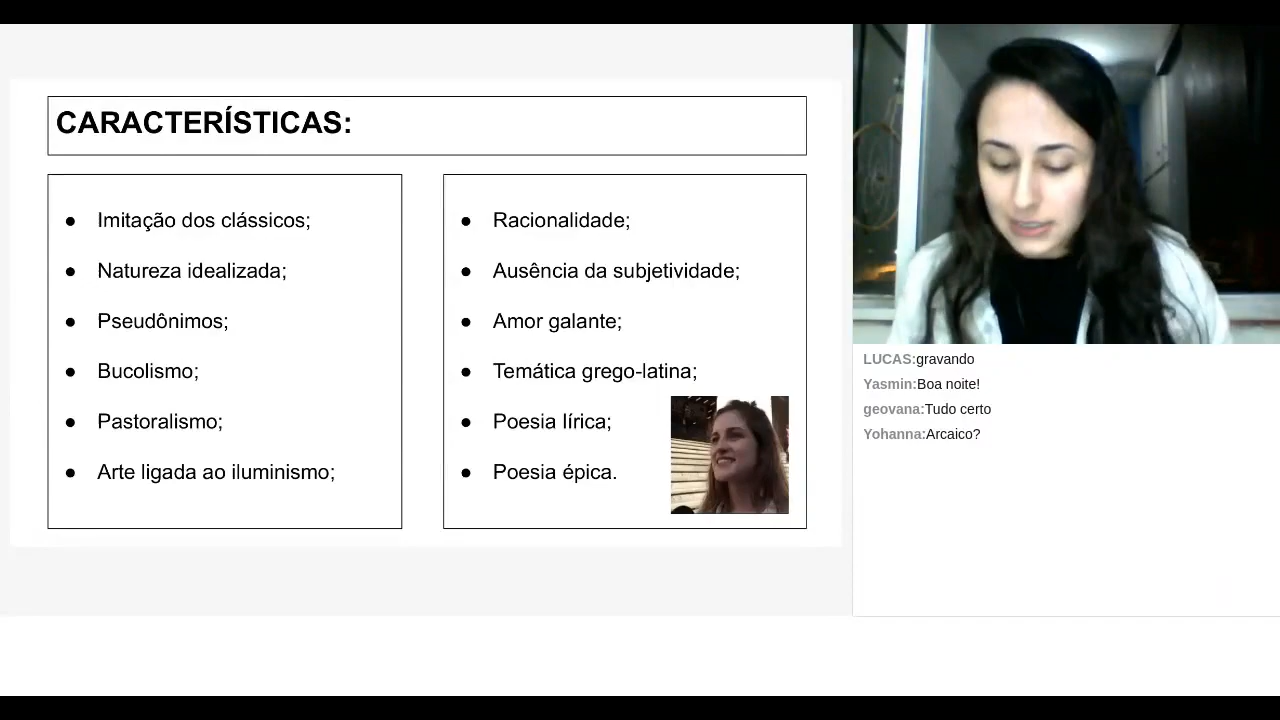 CARACTERÍSTICAS:
● Imitação dos clássicos;
● Natureza idealizada;
● Pseudônimos;
● Bucolismo;
● Pastoralismo;
● Arte ligada ao iluminismo;
● Racionalidade;
● Ausência da subjetividade;
● Amor galante;
● Temática grego-latina;
● Poesia lírica;
● Poesia épica.
LUCAS:gravando
Yasmin:Boa noite!
geovana:Tudo certo
Yohanna:Arcaico?